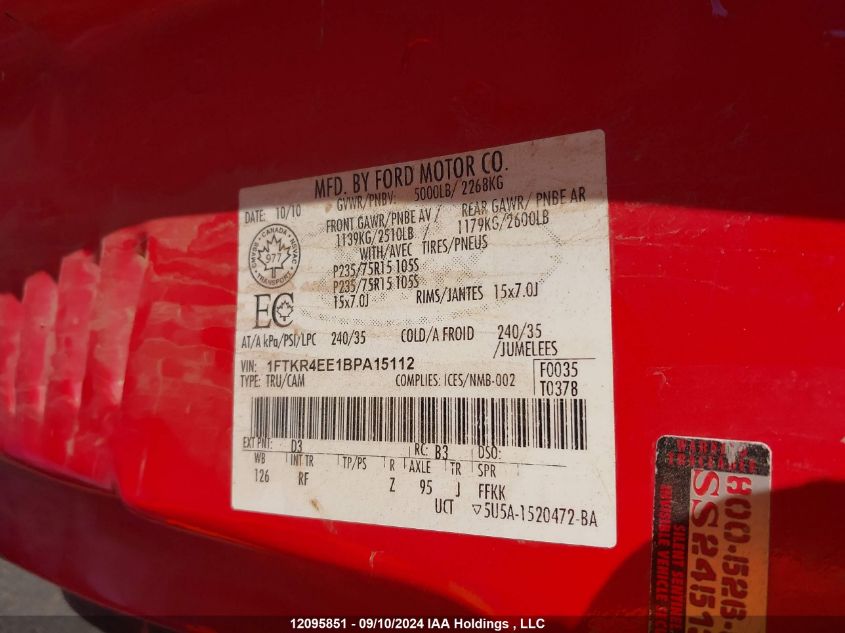 MFD. BY FORD MOTOR CO.
DATE: 10/10
GVWR/PNBV: 5000LB/ 2268KG
FRONT GAWR/PNBE AV / REAR GAWR/ PNBE AR
1139KG/2510LB / 1179KG/2600LB
WITH/AVEC TIRES/PNEUS
P235/75R15 105S
P235/75R15 105S
15x7.0J RIMS/JANTES 15x7.0J
CANADA
977
TRANSPORT
EC
AT/A kPa/PSI/LPC 240/35 COLD/A FROID 240/35
/JUMELEES
VIN: 1FTKR4EE1BPA15112
TYPE: TRU/CAM COMPLIES: ICES/NMB-002
F0035
T0378
EXT PNT: D3 RC: B3 DSO:
WB INT TR TP/PS R AXLE TR SPR
126 RF Z 95 J FFKK
UCT ▽5U5A-1520472-BA
12095851 - 09/10/2024 IAA Holdings , LLC